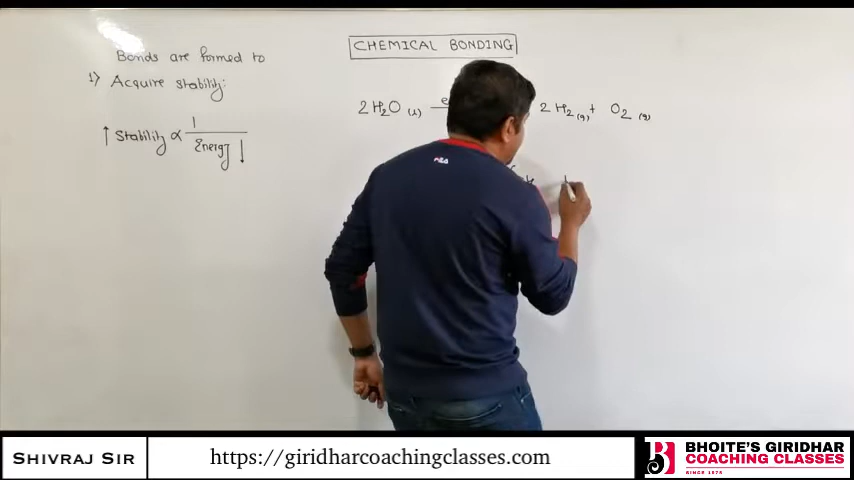 CHEMICAL BONDING
Bonds are formed to
1) Acquire stability:
↑ Stability ∝ 1 / Energy ↓
2 H₂O (l) 2 H₂ (g) + O₂ (g)
FILA
SHIVRAJ SIR
https://giridharcoachingclasses.com
BHOITE'S GIRIDHAR
COACHING CLASSES
SINCE 1975